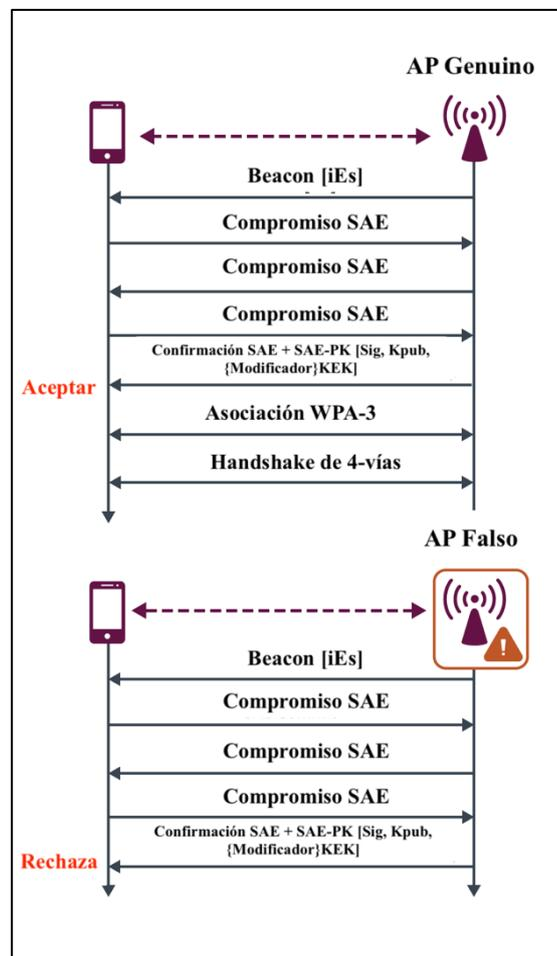 AP Genuino
Beacon [iEs]
Compromiso SAE
Compromiso SAE
Compromiso SAE
Confirmación SAE + SAE-PK [Sig, Kpub,
{Modificador}KEK]
Aceptar
Asociación WPA-3
Handshake de 4-vías
AP Falso
Beacon [iEs]
Compromiso SAE
Compromiso SAE
Compromiso SAE
Confirmación SAE + SAE-PK [Sig, Kpub,
{Modificador}KEK]
Rechaza